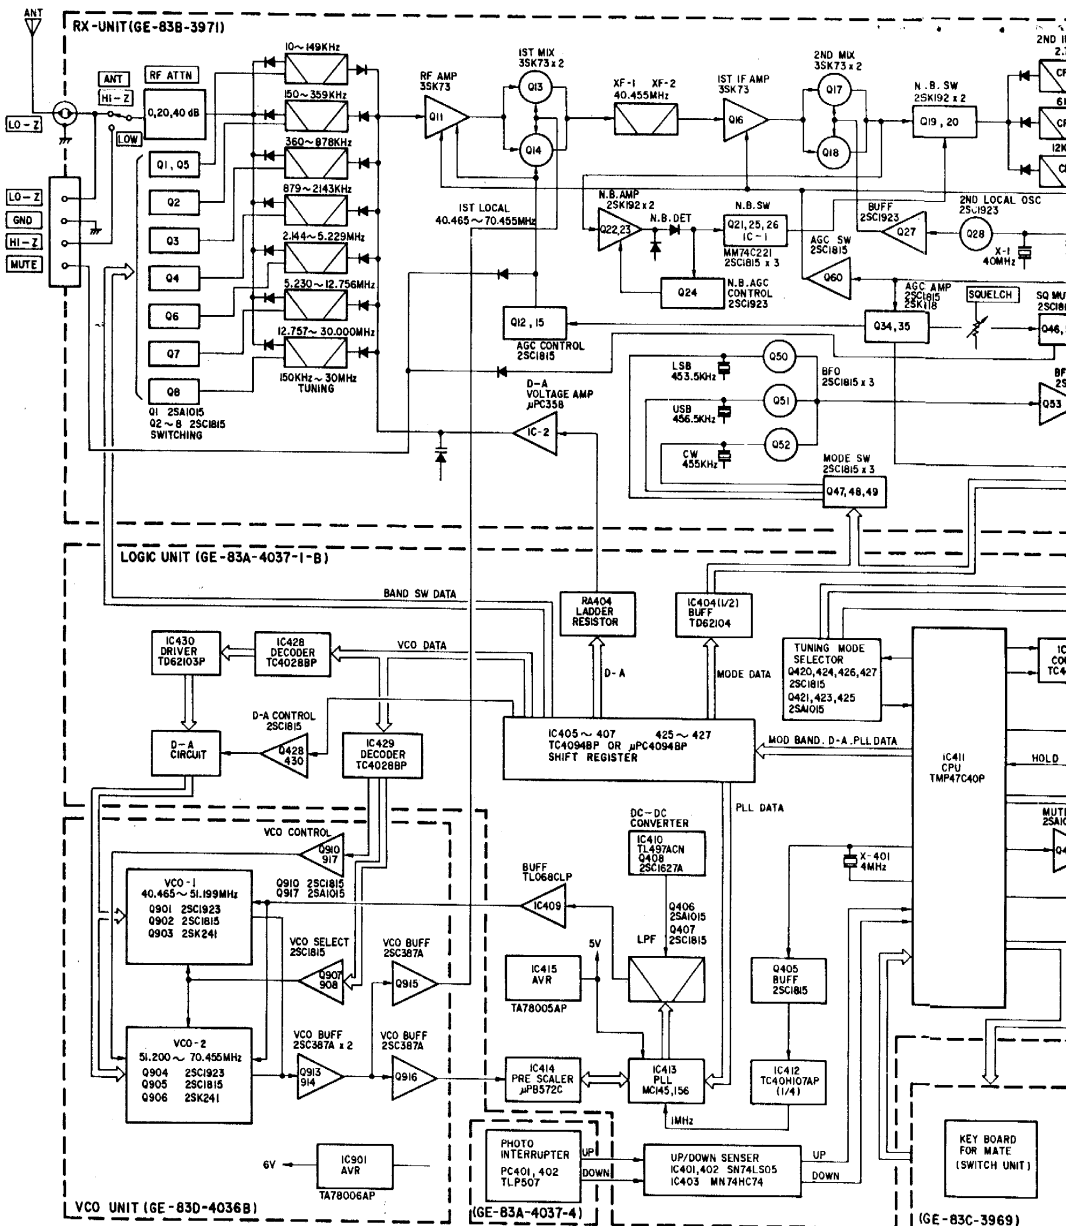 ANT
RX-UNIT(GE-83B-3971)
ANT
HI-Z
LOW
LO-Z
LO-Z
GND
HI-Z
MUTE
RF ATTN
0,20,40 dB
Q1, Q5
Q2
Q3
Q4
Q6
Q7
Q8
Q1 2SA1015
Q2~8 2SC1815
SWITCHING
10~149KHz
150~359KHz
360~878KHz
879~2143KHz
2.144~5.229MHz
5.230~12.756MHz
12.757~30.000MHz
150KHz~30MHz
TUNING
RF AMP
3SK73
Q11
1ST MIX
3SK73×2
Q13
Q14
XF-1 XF-2
40.455MHz
1ST IF AMP
3SK73
Q16
2ND MIX
3SK73×2
Q17
Q18
N.B. SW
2SK192×2
Q19, 20
2ND IF
6
12K
1ST LOCAL
40.465~70.455MHz
N.B.AMP
2SK192×2
Q22,23
N.B.DET
N.B.SW
Q21, 25, 26
IC-1
MM74C221
2SC1815×3
Q24
N.B.AGC
CONTROL
2SC1923
BUFF
2SC1923
Q27
2ND LOCAL OSC
2SC1923
Q28
X-1
40MHz
AGC SW
2SC1815
Q60
AGC AMP
2SC1815
2SK118
Q34, 35
SQUELCH
SQ MU
2SC181
Q46,
Q12, 15
AGC CONTROL
2SC1815
LSB
453.5KHz
Q50
BFO
2SC1815×3
USB
456.5KHz
Q51
CW
455KHz
Q52
BF
Q53
MODE SW
2SC1815×3
Q47,48,49
D-A
VOLTAGE AMP
μPC358
IC-2
LOGIC UNIT (GE-83A-4037-1-B)
BAND SW DATA
RA404
LADDER
RESISTOR
IC404(1/2)
BUFF
TD62104
IC430
DRIVER
TD62103P
IC428
DECODER
TC4028BP
VCO DATA
D-A
MODE DATA
TUNING MODE
SELECTOR
Q420,424,426,427
2SC1815
Q421,423,425
2SA1015
D-A
CIRCUIT
D-A CONTROL
2SC1815
Q428
430
IC429
DECODER
TC4028BP
IC405~407 425~427
TC4094BP OR μPC4094BP
SHIFT REGISTER
MOD BAND. D-A.PLL DATA
IC411
CPU
TMP47C40P
HOLD
PLL DATA
X-401
4MHz
VCO CONTROL
Q910
917
Q910 2SC1815
Q917 2SA1015
VCO-1
40.465~51.199MHz
Q901 2SC1923
Q902 2SC1815
Q903 2SK241
VCO SELECT
2SC1815
Q907
908
VCO BUFF
2SC387A
Q915
BUFF
TL068CLP
IC409
DC-DC
CONVERTER
IC410
TL497ACN
Q408
2SC1627A
Q406
2SA1015
Q407
2SC1815
LPF
5V
IC415
AVR
TA78005AP
Q405
BUFF
2SC1815
VCO-2
51.200~70.455MHz
Q904 2SC1923
Q905 2SC1815
Q906 2SK241
VCO BUFF
2SC387A×2
Q913
914
VCO BUFF
2SC387A
Q916
IC414
PRE SCALER
μPB572C
IC413
PLL
MC145,156
IC412
TC40H107AP
(1/4)
1MHz
6V
IC901
AVR
TA78006AP
VCO UNIT (GE-83D-4036B)
PHOTO
INTERRUPTER
PC401, 402
TLP507
(GE-83A-4037-4)
UP
DOWN
UP/DOWN SENSER
IC401,402 SN74LS05
IC403 MN74HC74
UP
DOWN
KEY BOARD
FOR MATE
(SWITCH UNIT)
(GE-83C-3969)